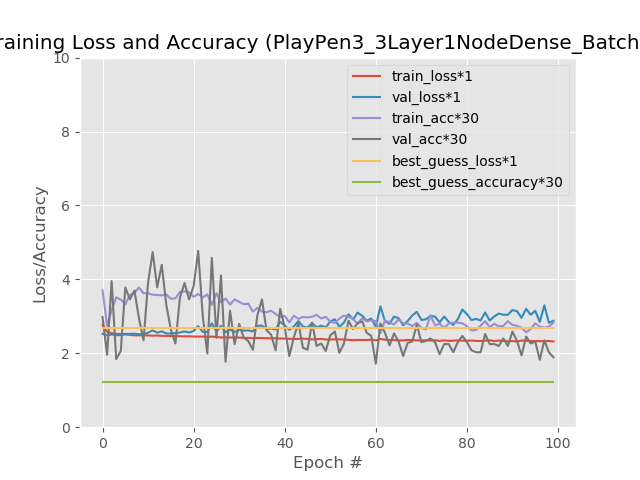 raining Loss and Accuracy (PlayPen3_3Layer1NodeDense_Batch
10
8
6
4
2
0
Loss/Accuracy
train_loss*1
val_loss*1
train_acc*30
val_acc*30
best_guess_loss*1
best_guess_accuracy*30
0 20 40 60 80 100
Epoch #